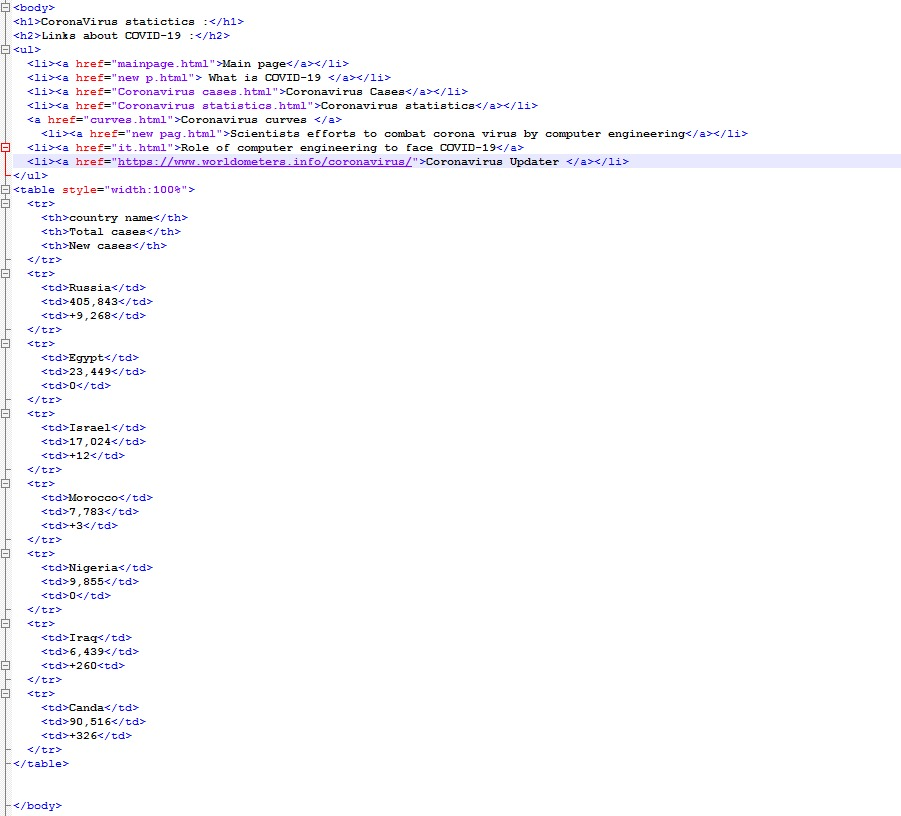 <body>
<h1>CoronaVirus statictics :</h1>
<h2>Links about COVID-19 :</h2>
<ul>
<li><a href="mainpage.html">Main page</a></li>
<li><a href="new p.html"> What is COVID-19 </a></li>
<li><a href="Coronavirus cases.html">Coronavirus Cases</a></li>
<li><a href="Coronavirus statistics.html">Coronavirus statistics</a></li>
<a href="curves.html">Coronavirus curves </a>
<li><a href="new pag.html">Scientists efforts to combat corona virus by computer engineering</a></li>
<li><a href="it.html">Role of computer engineering to face COVID-19</a>
<li><a href="https://www.worldometers.info/coronavirus/">Coronavirus Updater </a></li>
</ul>
<table style="width:100%">
<tr>
<th>country name</th>
<th>Total cases</th>
<th>New cases</th>
</tr>
<tr>
<td>Russia</td>
<td>405,843</td>
<td>+9,268</td>
</tr>
<tr>
<td>Egypt</td>
<td>23,449</td>
<td>0</td>
</tr>
<tr>
<td>Israel</td>
<td>17,024</td>
<td>+12</td>
</tr>
<tr>
<td>Morocco</td>
<td>7,783</td>
<td>+3</td>
</tr>
<tr>
<td>Nigeria</td>
<td>9,855</td>
<td>0</td>
</tr>
<tr>
<td>Iraq</td>
<td>6,439</td>
<td>+260<td>
</tr>
<tr>
<td>Canda</td>
<td>90,516</td>
<td>+326</td>
</tr>
</table>
</body>